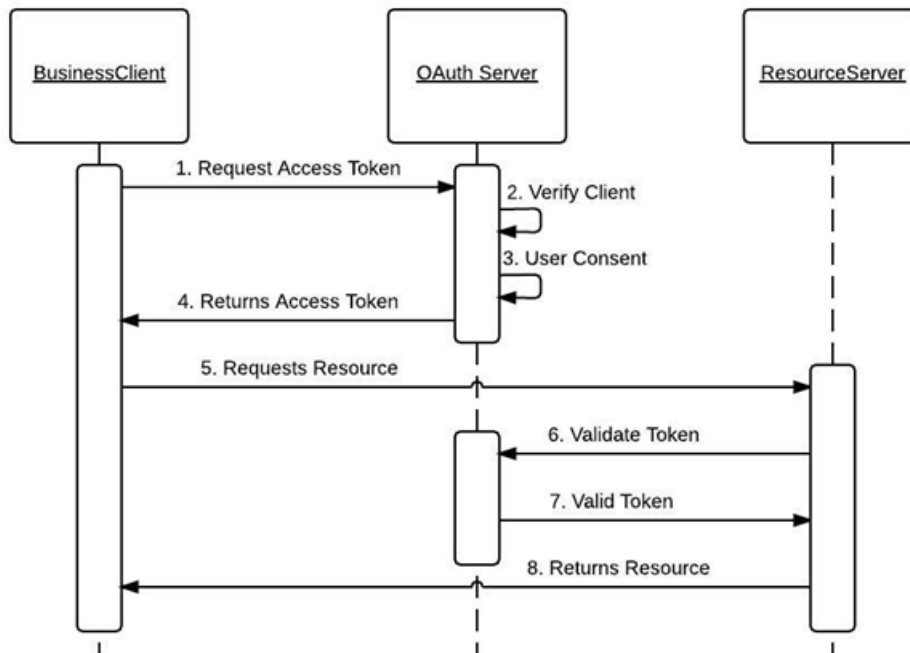 BusinessClient
OAuth Server
ResourceServer
1. Request Access Token
2. Verify Client
3. User Consent
4. Returns Access Token
5. Requests Resource
6. Validate Token
7. Valid Token
8. Returns Resource